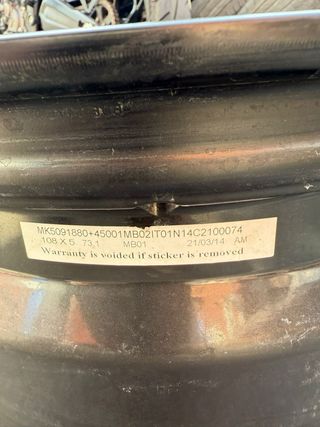 MK5091880+45001MB02IT01N14C2100074
108 X 5 73,1 MB01 21/03/14 AM
Warranty is voided if sticker is removed